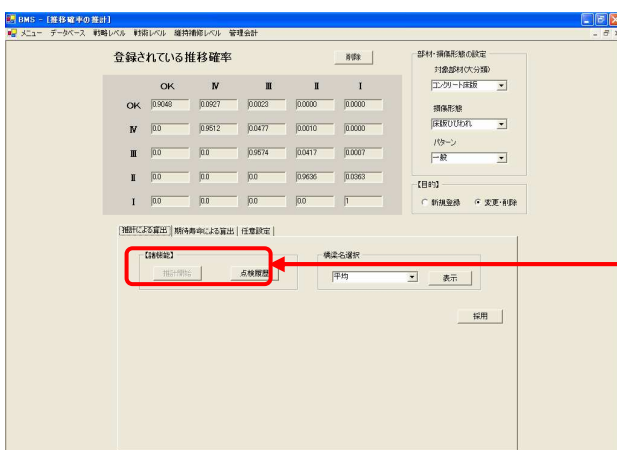 BMS - [推移確率の推計]
メニュー データベース 戦略レベル 戦術レベル 維持補修レベル 管理会計
登録されている推移確率
削除
OK Ⅳ Ⅲ Ⅱ Ⅰ
OK 0.9048 0.0927 0.0023 0.0000 0.0000
Ⅳ 0.0 0.9512 0.0477 0.0010 0.0000
Ⅲ 0.0 0.0 0.9574 0.0417 0.0007
Ⅱ 0.0 0.0 0.0 0.9636 0.0363
Ⅰ 0.0 0.0 0.0 0.0 1
部材・損傷形態の設定
対象部材(大分類)
コンクリート床版
損傷形態
床版ひびわれ
パターン
一般
【目的】
新規登録 変更・削除
推計による算出 期待寿命による算出 任意設定
推計開始 点検履歴
橋梁名選択
平均 表示
採用